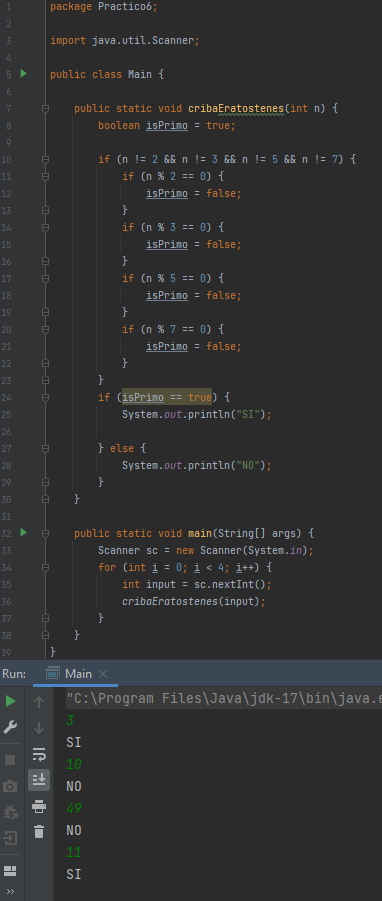 1 package Practico6;
2
3 import java.util.Scanner;
4
5 public class Main {
6
7 public static void cribaEratostenes(int n) {
8 boolean isPrimo = true;
9
10 if (n != 2 && n != 3 && n != 5 && n != 7) {
11 if (n % 2 == 0) {
12 isPrimo = false;
13 }
14 if (n % 3 == 0) {
15 isPrimo = false;
16 }
17 if (n % 5 == 0) {
18 isPrimo = false;
19 }
20 if (n % 7 == 0) {
21 isPrimo = false;
22 }
23 }
24 if (isPrimo == true) {
25 System.out.println("SI");
26
27 } else {
28 System.out.println("NO");
29 }
30 }
31
32 public static void main(String[] args) {
33 Scanner sc = new Scanner(System.in);
34 for (int i = 0; i < 4; i++) {
35 int input = sc.nextInt();
36 cribaEratostenes(input);
37 }
38 }
39 }
Run: Main
"C:\Program Files\Java\jdk-17\bin\java.e
3
SI
10
NO
49
NO
11
SI